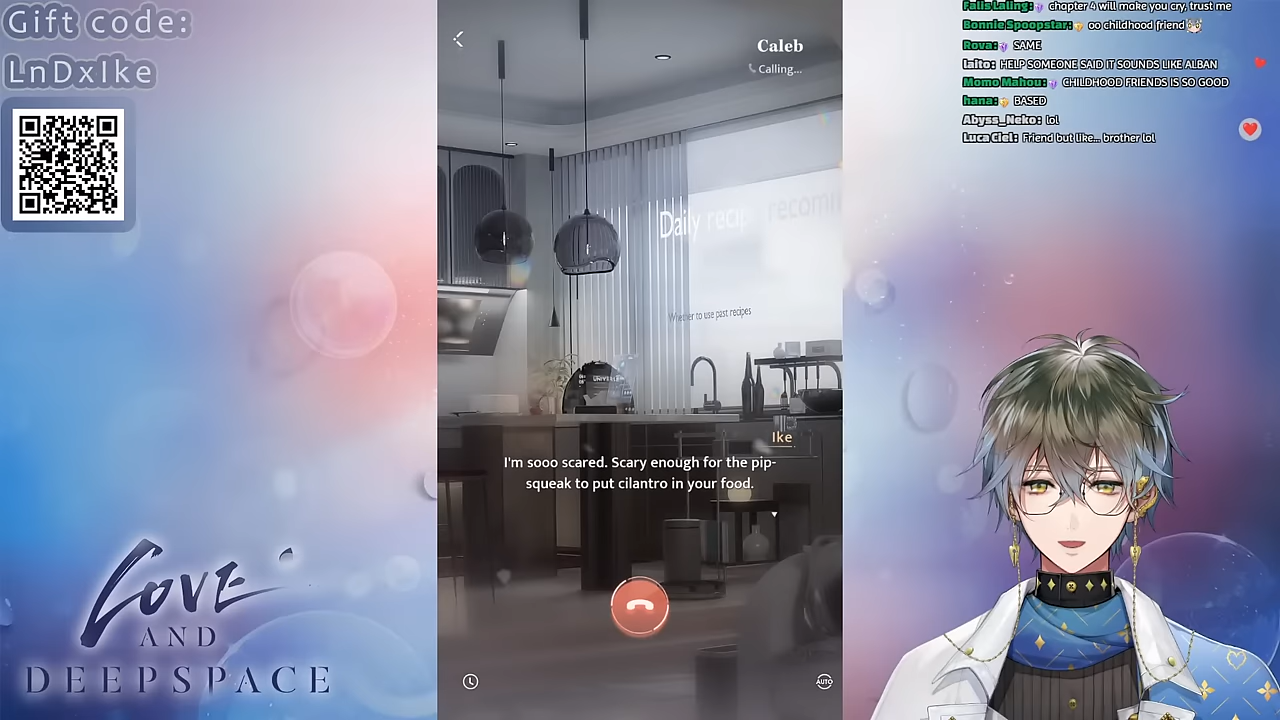 Gift code:
LnDxIke
LOVE
AND
DEEPSPACE
Caleb
Calling...
Daily recipe recomm
Whether to use past recipes
UNIVERSE
Ike
I'm sooo scared. Scary enough for the pip-
squeak to put cilantro in your food.
AUTO
Falls Laling: chapter 4 will make you cry, trust me
Bonnie Spoopstar: oo childhood friend
Rova: SAME
laito: HELP SOMEONE SAID IT SOUNDS LIKE ALBAN
Momo Mahou: CHILDHOOD FRIENDS IS SO GOOD
hana: BASED
Abyss_Neko: lol
Luca Ciel: Friend but like... brother lol